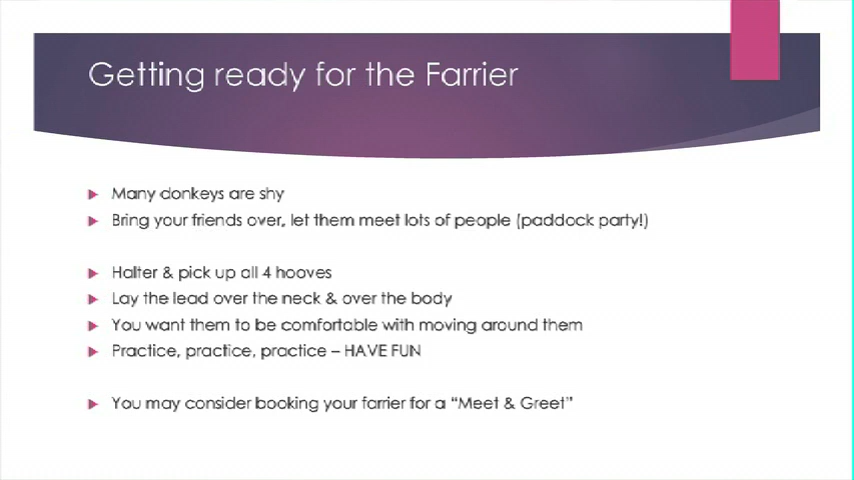 Getting ready for the Farrier
Many donkeys are shy
Bring your friends over, let them meet lots of people (paddock party!)
Halter & pick up all 4 hooves
Lay the lead over the neck & over the body
You want them to be comfortable with moving around them
Practice, practice, practice – HAVE FUN
You may consider booking your farrier for a “Meet & Greet”